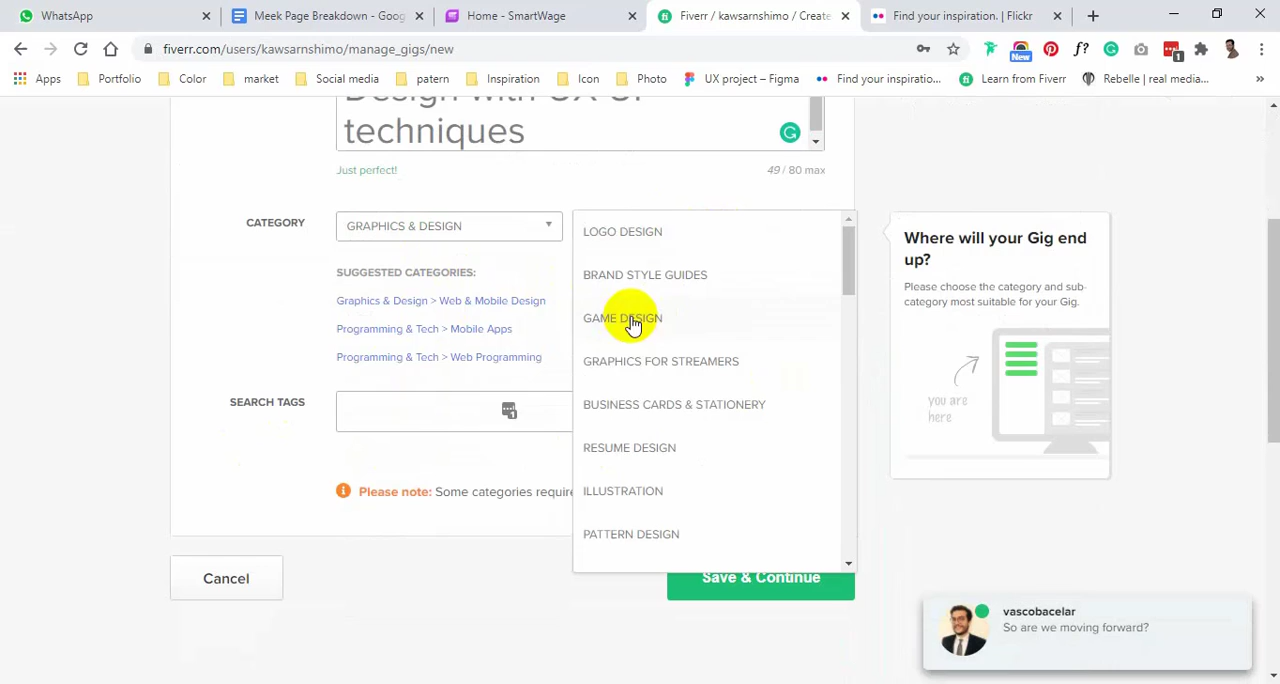 WhatsApp
Meek Page Breakdown - Goog
Home - SmartWage
Fiverr / kawsarnshimo / Create
Find your inspiration. | Flickr
fiverr.com/users/kawsarnshimo/manage_gigs/new
New
f?
1
Apps
Portfolio
Color
market
Social media
patern
Inspiration
Icon
Photo
UX project – Figma
Find your inspiratio...
Learn from Fiverr
Rebelle | real media...
»
Design with UX UI
techniques
Just perfect!
49 / 80 max
CATEGORY
GRAPHICS & DESIGN
SUGGESTED CATEGORIES:
Graphics & Design > Web & Mobile Design
Programming & Tech > Mobile Apps
Programming & Tech > Web Programming
SEARCH TAGS
LOGO DESIGN
BRAND STYLE GUIDES
GAME DESIGN
GRAPHICS FOR STREAMERS
BUSINESS CARDS & STATIONERY
RESUME DESIGN
ILLUSTRATION
PATTERN DESIGN
Where will your Gig end
up?
Please choose the category and sub-
category most suitable for your Gig.
you are
here
Please note: Some categories require
Cancel
Save & Continue
vascobacelar
So are we moving forward?